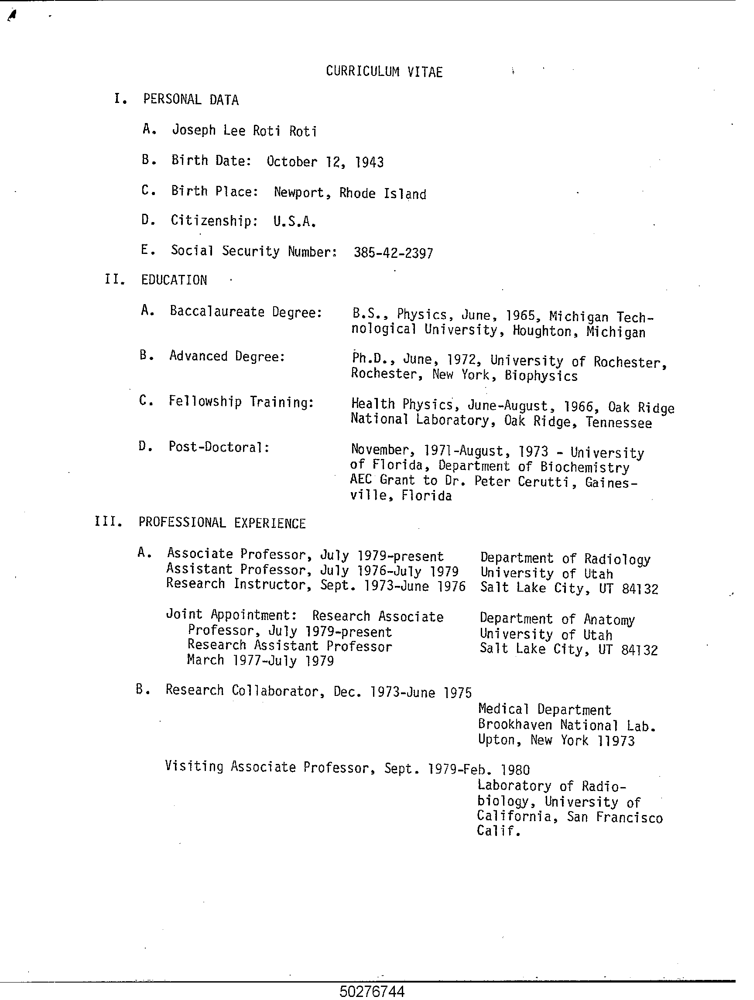 CURRICULUM VITAE
I. PERSONAL DATA
A. Joseph Lee Roti Roti
B. Birth Date: October 12, 1943
C. Birth Place: Newport, Rhode Island
D. Citizenship: U.S.A.
E. Social Security Number: 385-42-2397
II. EDUCATION
A. Baccalaureate Degree: B.S., Physics, June, 1965, Michigan Tech-
nological University, Houghton, Michigan
B. Advanced Degree: Ph.D., June, 1972, University of Rochester,
Rochester, New York, Biophysics
C. Fellowship Training: Health Physics, June-August, 1966, Oak Ridge
National Laboratory, Oak Ridge, Tennessee
D. Post-Doctoral: November, 1971-August, 1973 - University
of Florida, Department of Biochemistry
AEC Grant to Dr. Peter Cerutti, Gaines-
ville, Florida
III. PROFESSIONAL EXPERIENCE
A. Associate Professor, July 1979-present Department of Radiology
Assistant Professor, July 1976-July 1979 University of Utah
Research Instructor, Sept. 1973-June 1976 Salt Lake City, UT 84132
Joint Appointment: Research Associate Department of Anatomy
Professor, July 1979-present University of Utah
Research Assistant Professor Salt Lake City, UT 84132
March 1977-July 1979
B. Research Collaborator, Dec. 1973-June 1975
Medical Department
Brookhaven National Lab.
Upton, New York 11973
Visiting Associate Professor, Sept. 1979-Feb. 1980
Laboratory of Radio-
biology, University of
California, San Francisco
Calif.
50276744